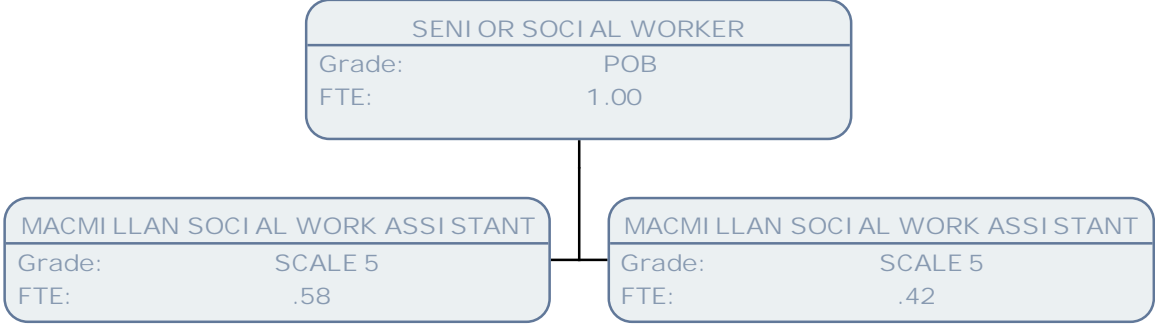 SENIOR SOCIAL WORKER
Grade: POB
FTE: 1.00
MACMILLAN SOCIAL WORK ASSISTANT
Grade: SCALE 5
FTE: .58
MACMILLAN SOCIAL WORK ASSISTANT
Grade: SCALE 5
FTE: .42